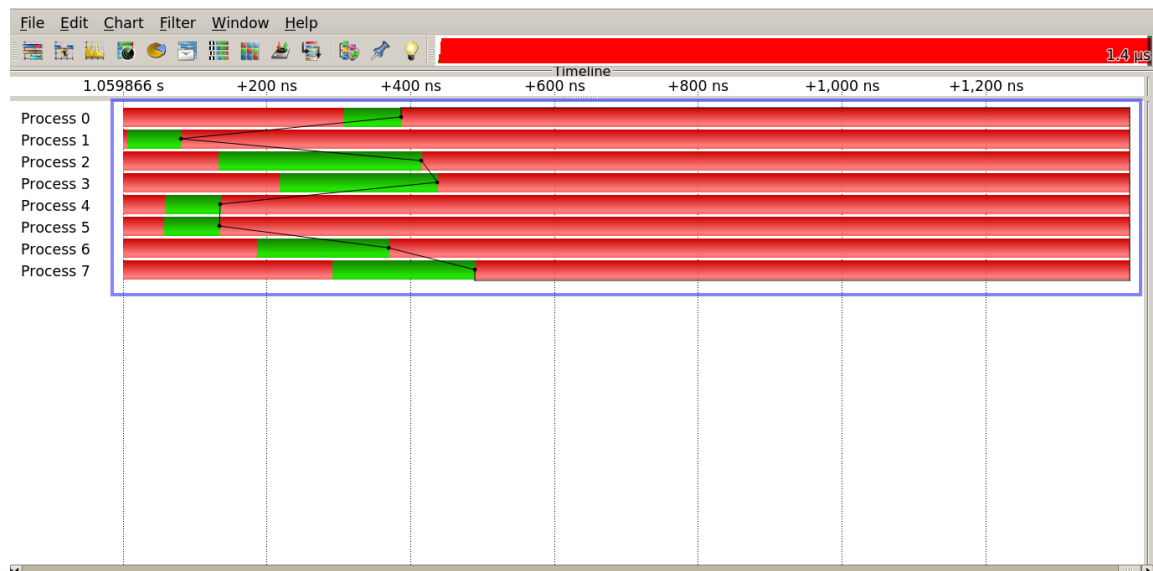 File Edit Chart Filter Window Help
1.4 µs
Timeline
1.059866 s +200 ns +400 ns +600 ns +800 ns +1,000 ns +1,200 ns
Process 0
Process 1
Process 2
Process 3
Process 4
Process 5
Process 6
Process 7